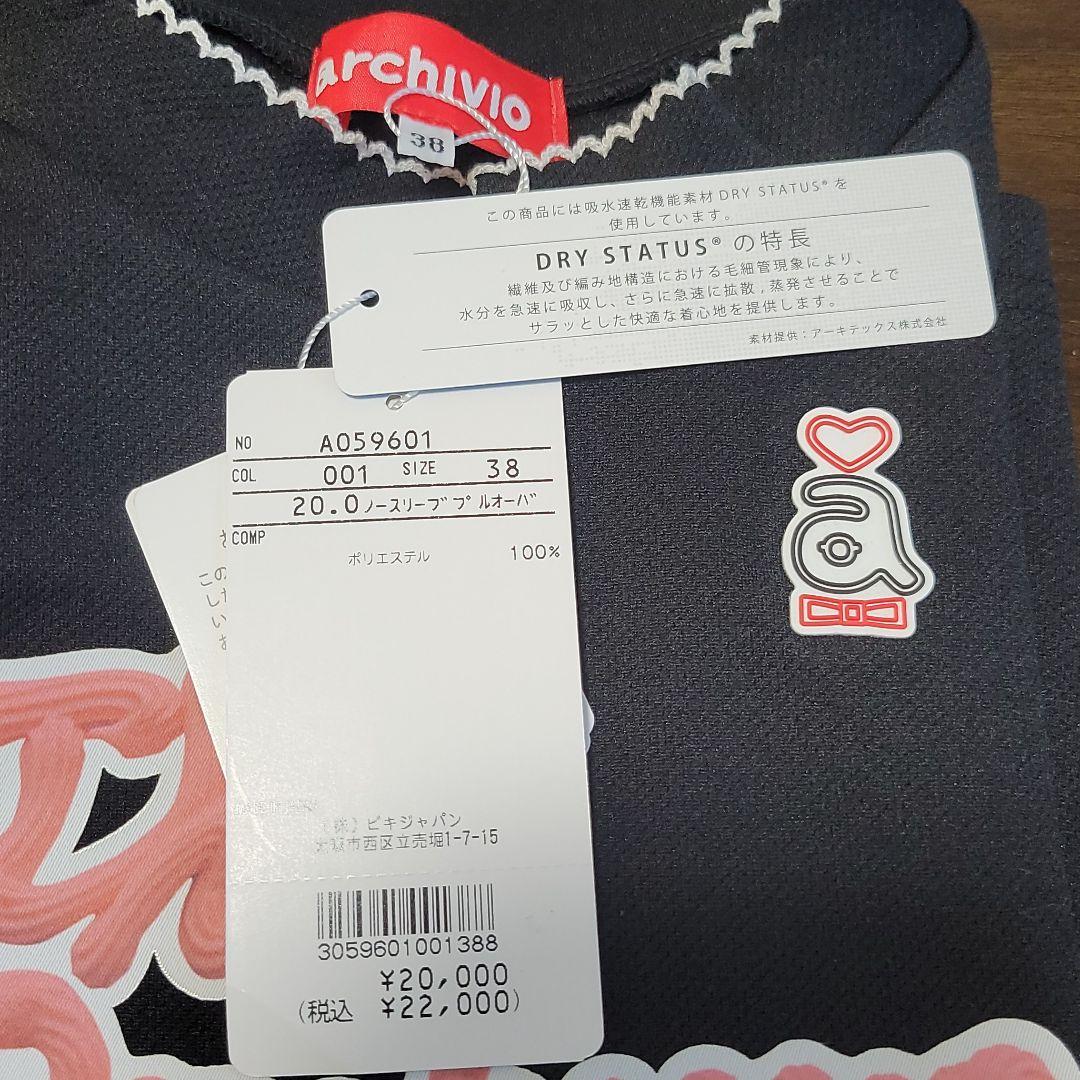 archivio
38
この商品には吸水速乾機能素材 DRY STATUS® を
使用しています。
DRY STATUS® の特長
繊維及び編み地構造における毛細管現象により、
水分を急速に吸収し、さらに急速に拡散,蒸発させることで
サラッとした快適な着心地を提供します。
素材提供：アーキテックス株式会社
NO A059601
COL 001 SIZE 38
20.0ノースリーブプルオーバ
COMP
ポリエステル 100%
(株)ピキジャパン
大阪市西区立売堀1-7-15
3059601001388
¥20,000
(税込 ¥22,000)
a